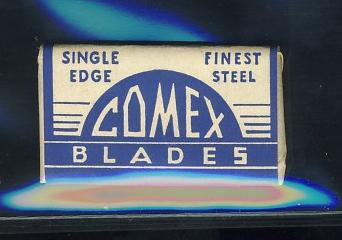 SINGLE EDGE
FINEST STEEL
COMEX
BLADES